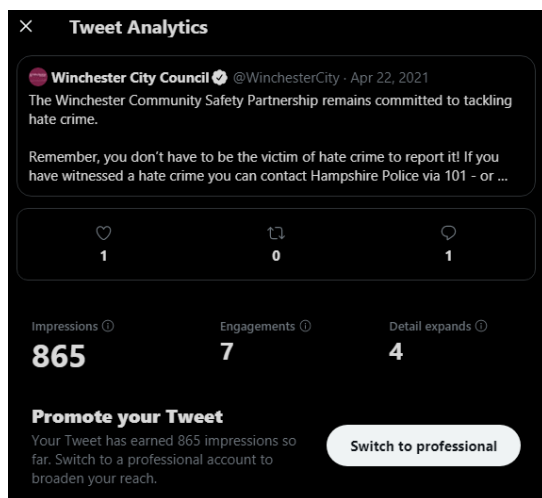 Tweet Analytics
Winchester City Council @WinchesterCity · Apr 22, 2021
The Winchester Community Safety Partnership remains committed to tackling
hate crime.
Remember, you don't have to be the victim of hate crime to report it! If you
have witnessed a hate crime you can contact Hampshire Police via 101 - or ...
1 0 1
Impressions Engagements Detail expands
865 7 4
Promote your Tweet
Your Tweet has earned 865 impressions so
far. Switch to a professional account to
broaden your reach.
Switch to professional